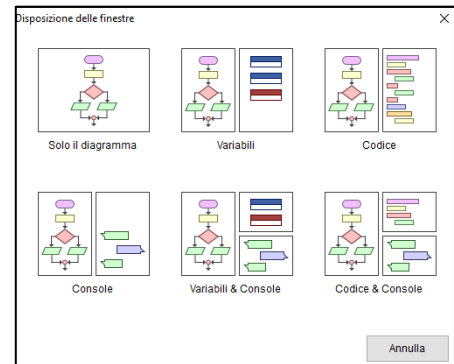 Disposizione delle finestre
Solo il diagramma
Variabili
Codice
Console
Variabili & Console
Codice & Console
Annulla